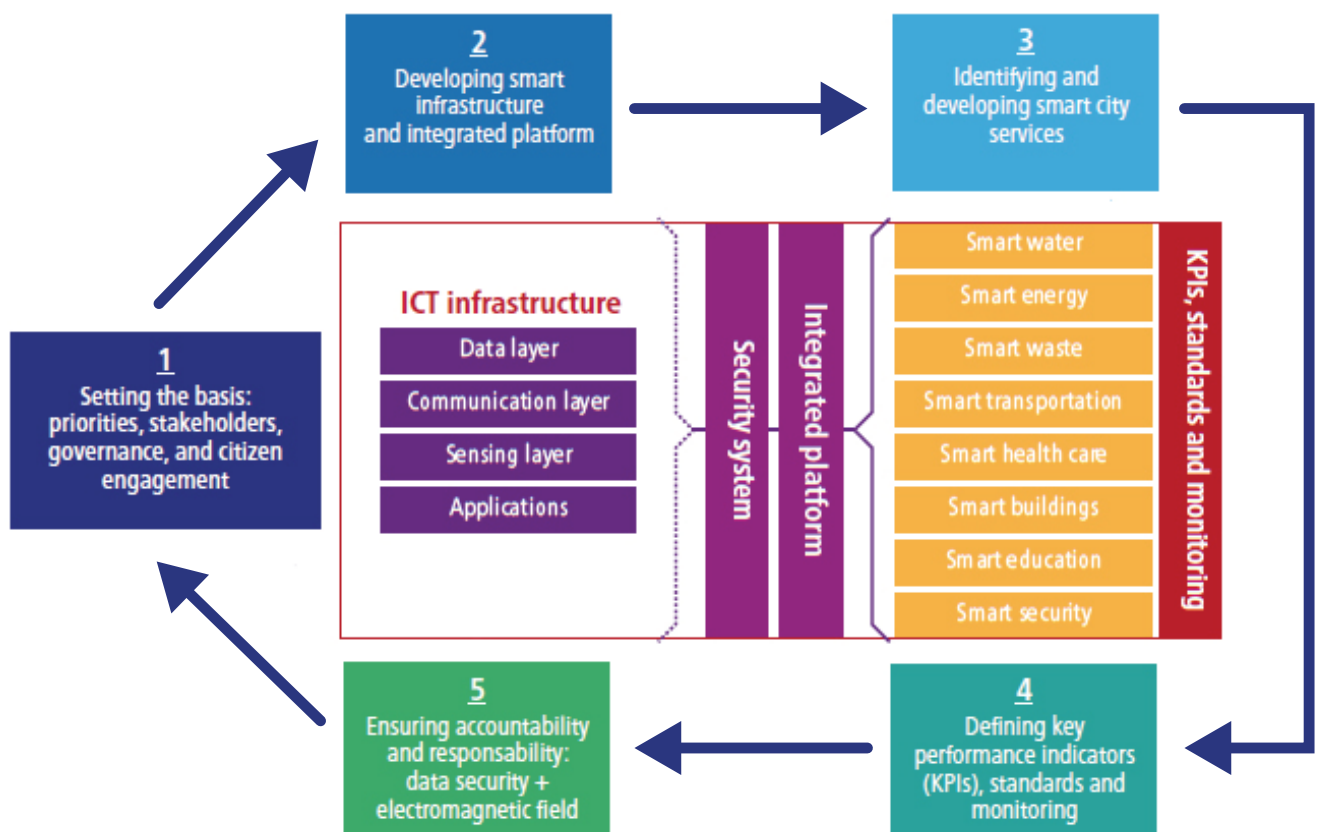 2
Developing smart
infrastructure
and integrated platform
3
Identifying and
developing smart city
services
1
Setting the basis:
priorities, stakeholders,
governance, and citizen
engagement
ICT infrastructure
Data layer
Communication layer
Sensing layer
Applications
Security system
Integrated platform
Smart water
Smart energy
Smart waste
Smart transportation
Smart health care
Smart buildings
Smart education
Smart security
KPIs, standards and monitoring
5
Ensuring accountability
and responsability:
data security +
electromagnetic field
4
Defining key
performance indicators
(KPIs), standards and
monitoring